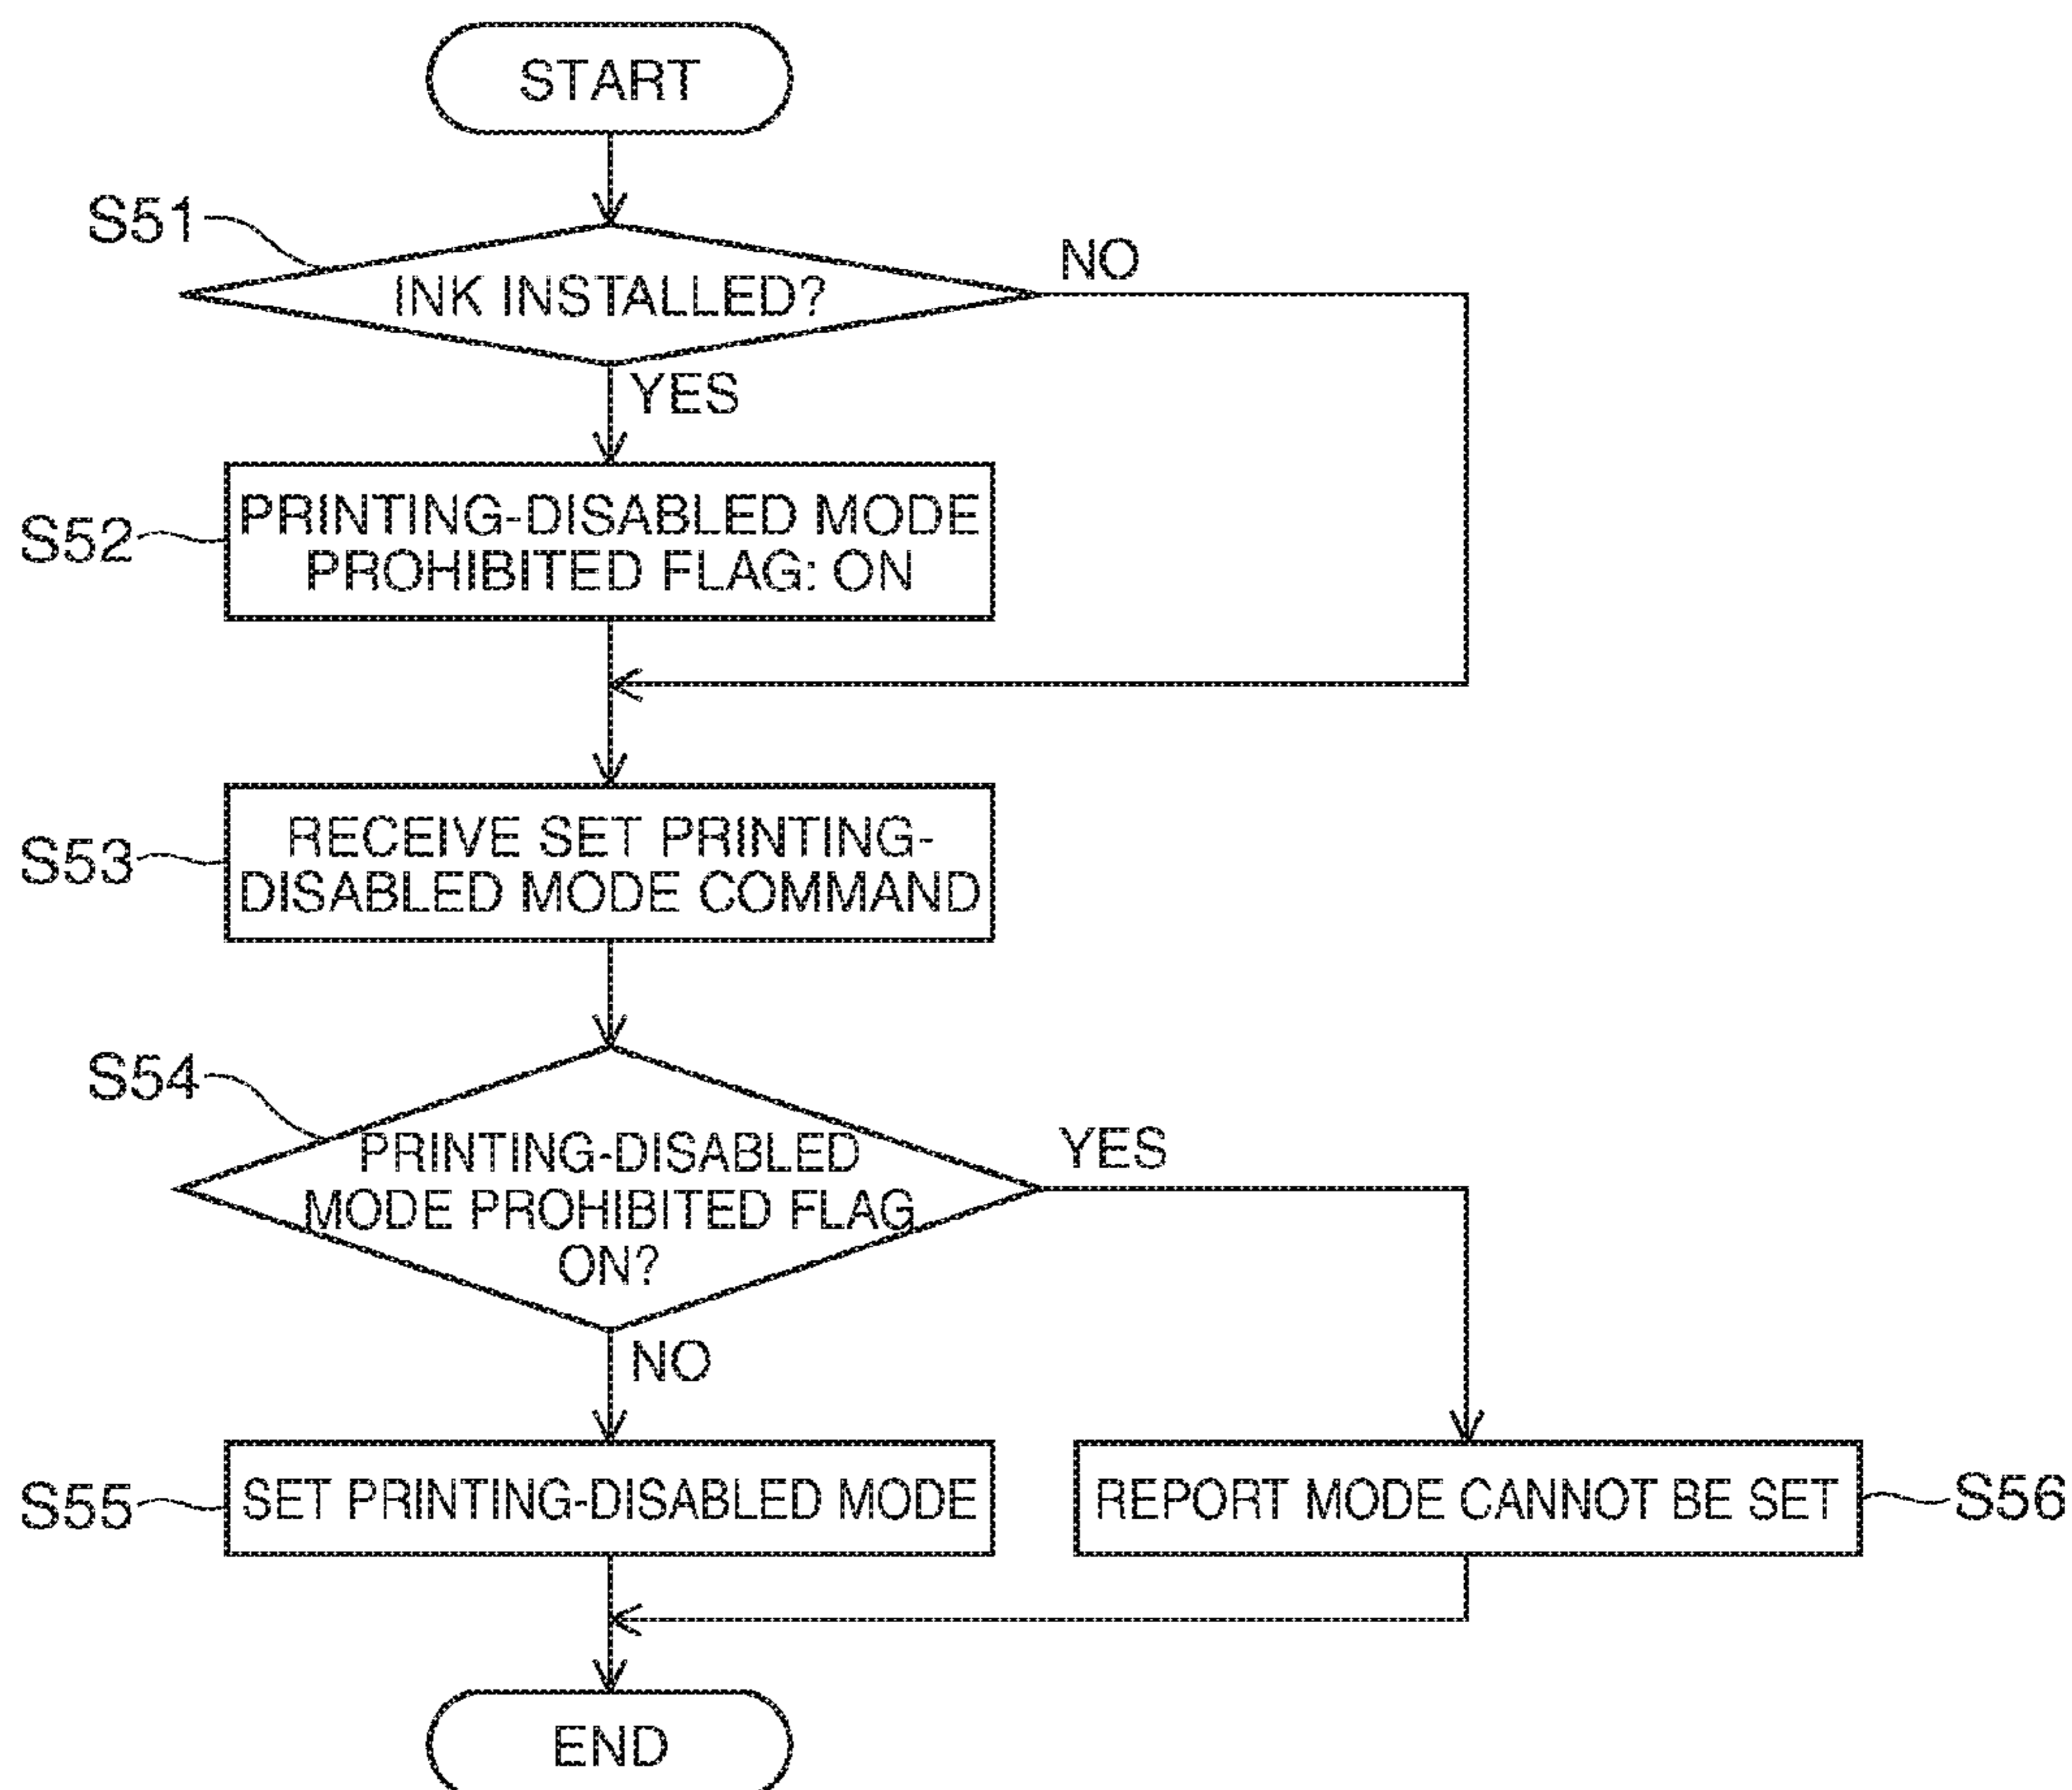 START
S51
INK INSTALLED?
NO
YES
S52
PRINTING-DISABLED MODE
PROHIBITED FLAG: ON
S53
RECEIVE SET PRINTING-
DISABLED MODE COMMAND
S54
PRINTING-DISABLED
MODE PROHIBITED FLAG
ON?
YES
NO
S55
SET PRINTING-DISABLED MODE
REPORT MODE CANNOT BE SET
S56
END